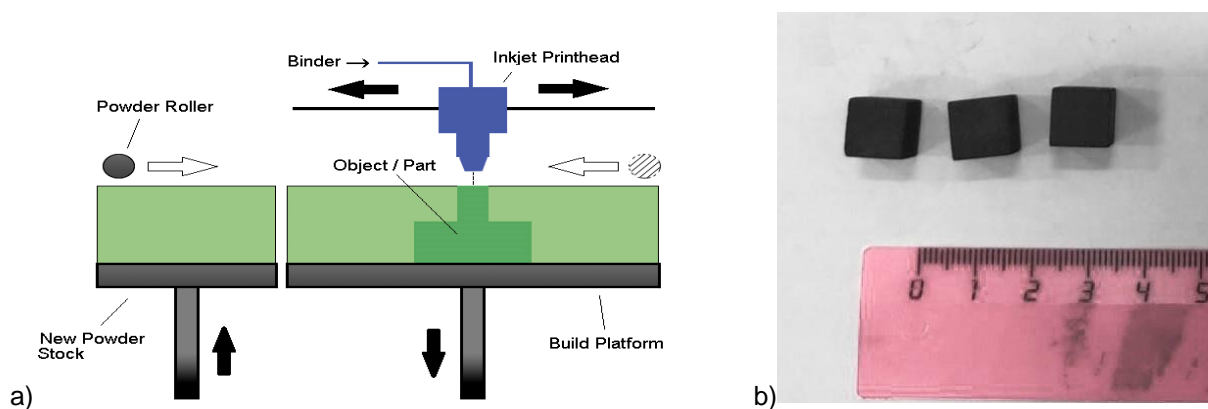 Binder →
Inkjet Printhead
Powder Roller
Object / Part
New Powder
Stock
Build Platform
a)
b)
0 1 2 3 4 5